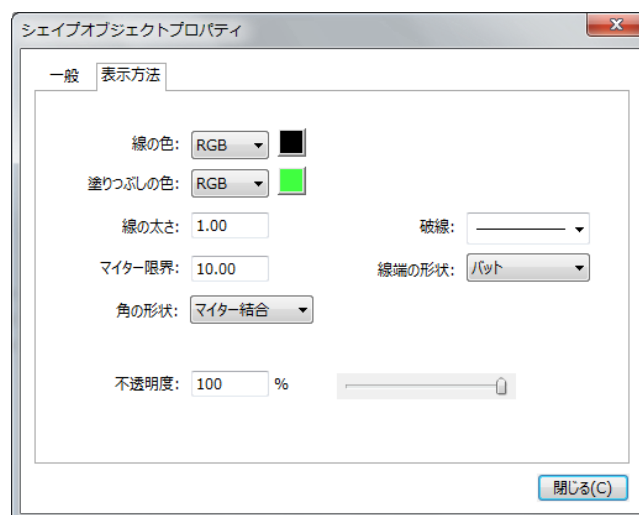 シェイプオブジェクトプロパティ
一般 表示方法
線の色: RGB
塗りつぶしの色: RGB
線の太さ: 1.00 破線:
マイター限界: 10.00 線端の形状: バット
角の形状: マイター結合
不透明度: 100 %
閉じる(C)